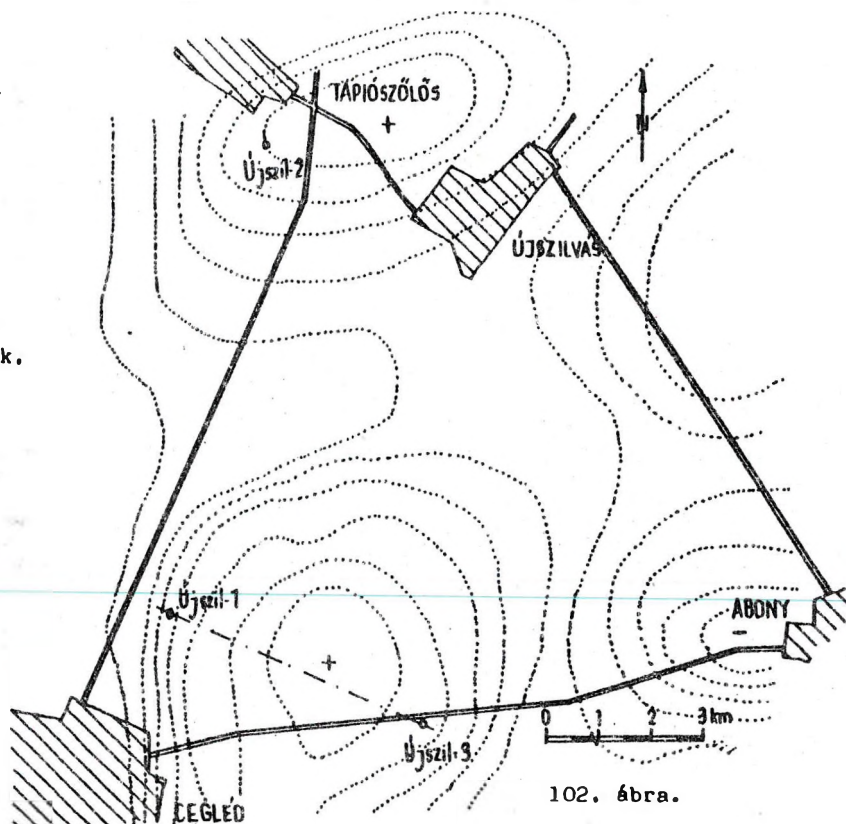 TÁPIÓSZŐLŐS
+
N
Újszil-2
ÚJSZILVÁS
k.
Újszil-1
ABONY
-
+
0 1 2 3 km
Újszil-3
102. ábra.
CEGLÉD